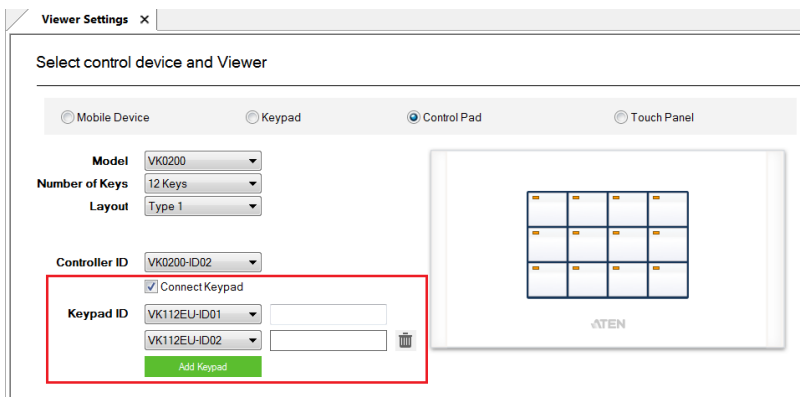 Viewer Settings X
Select control device and Viewer
Mobile Device Keypad Control Pad Touch Panel
Model VK0200
Number of Keys 12 Keys
Layout Type 1
Controller ID VK0200-ID02
Connect Keypad
Keypad ID VK112EU-ID01
VK112EU-ID02
Add Keypad
ATEN